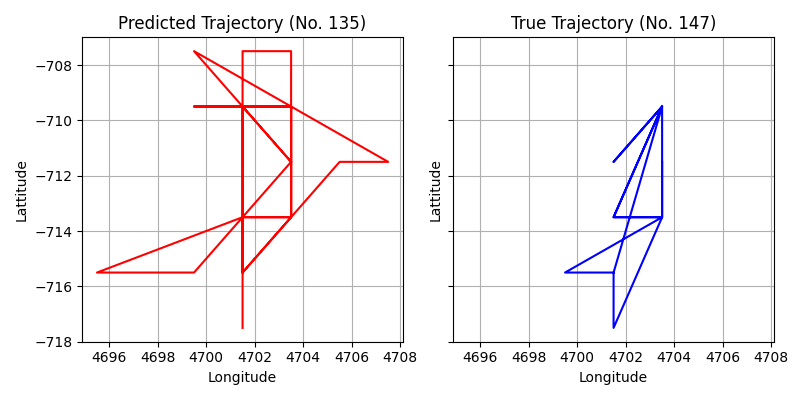 Predicted Trajectory (No. 135)
True Trajectory (No. 147)
Lattitude
−708
−710
−712
−714
−716
−718
4696 4698 4700 4702 4704 4706 4708
Longitude
Lattitude
4696 4698 4700 4702 4704 4706 4708
Longitude